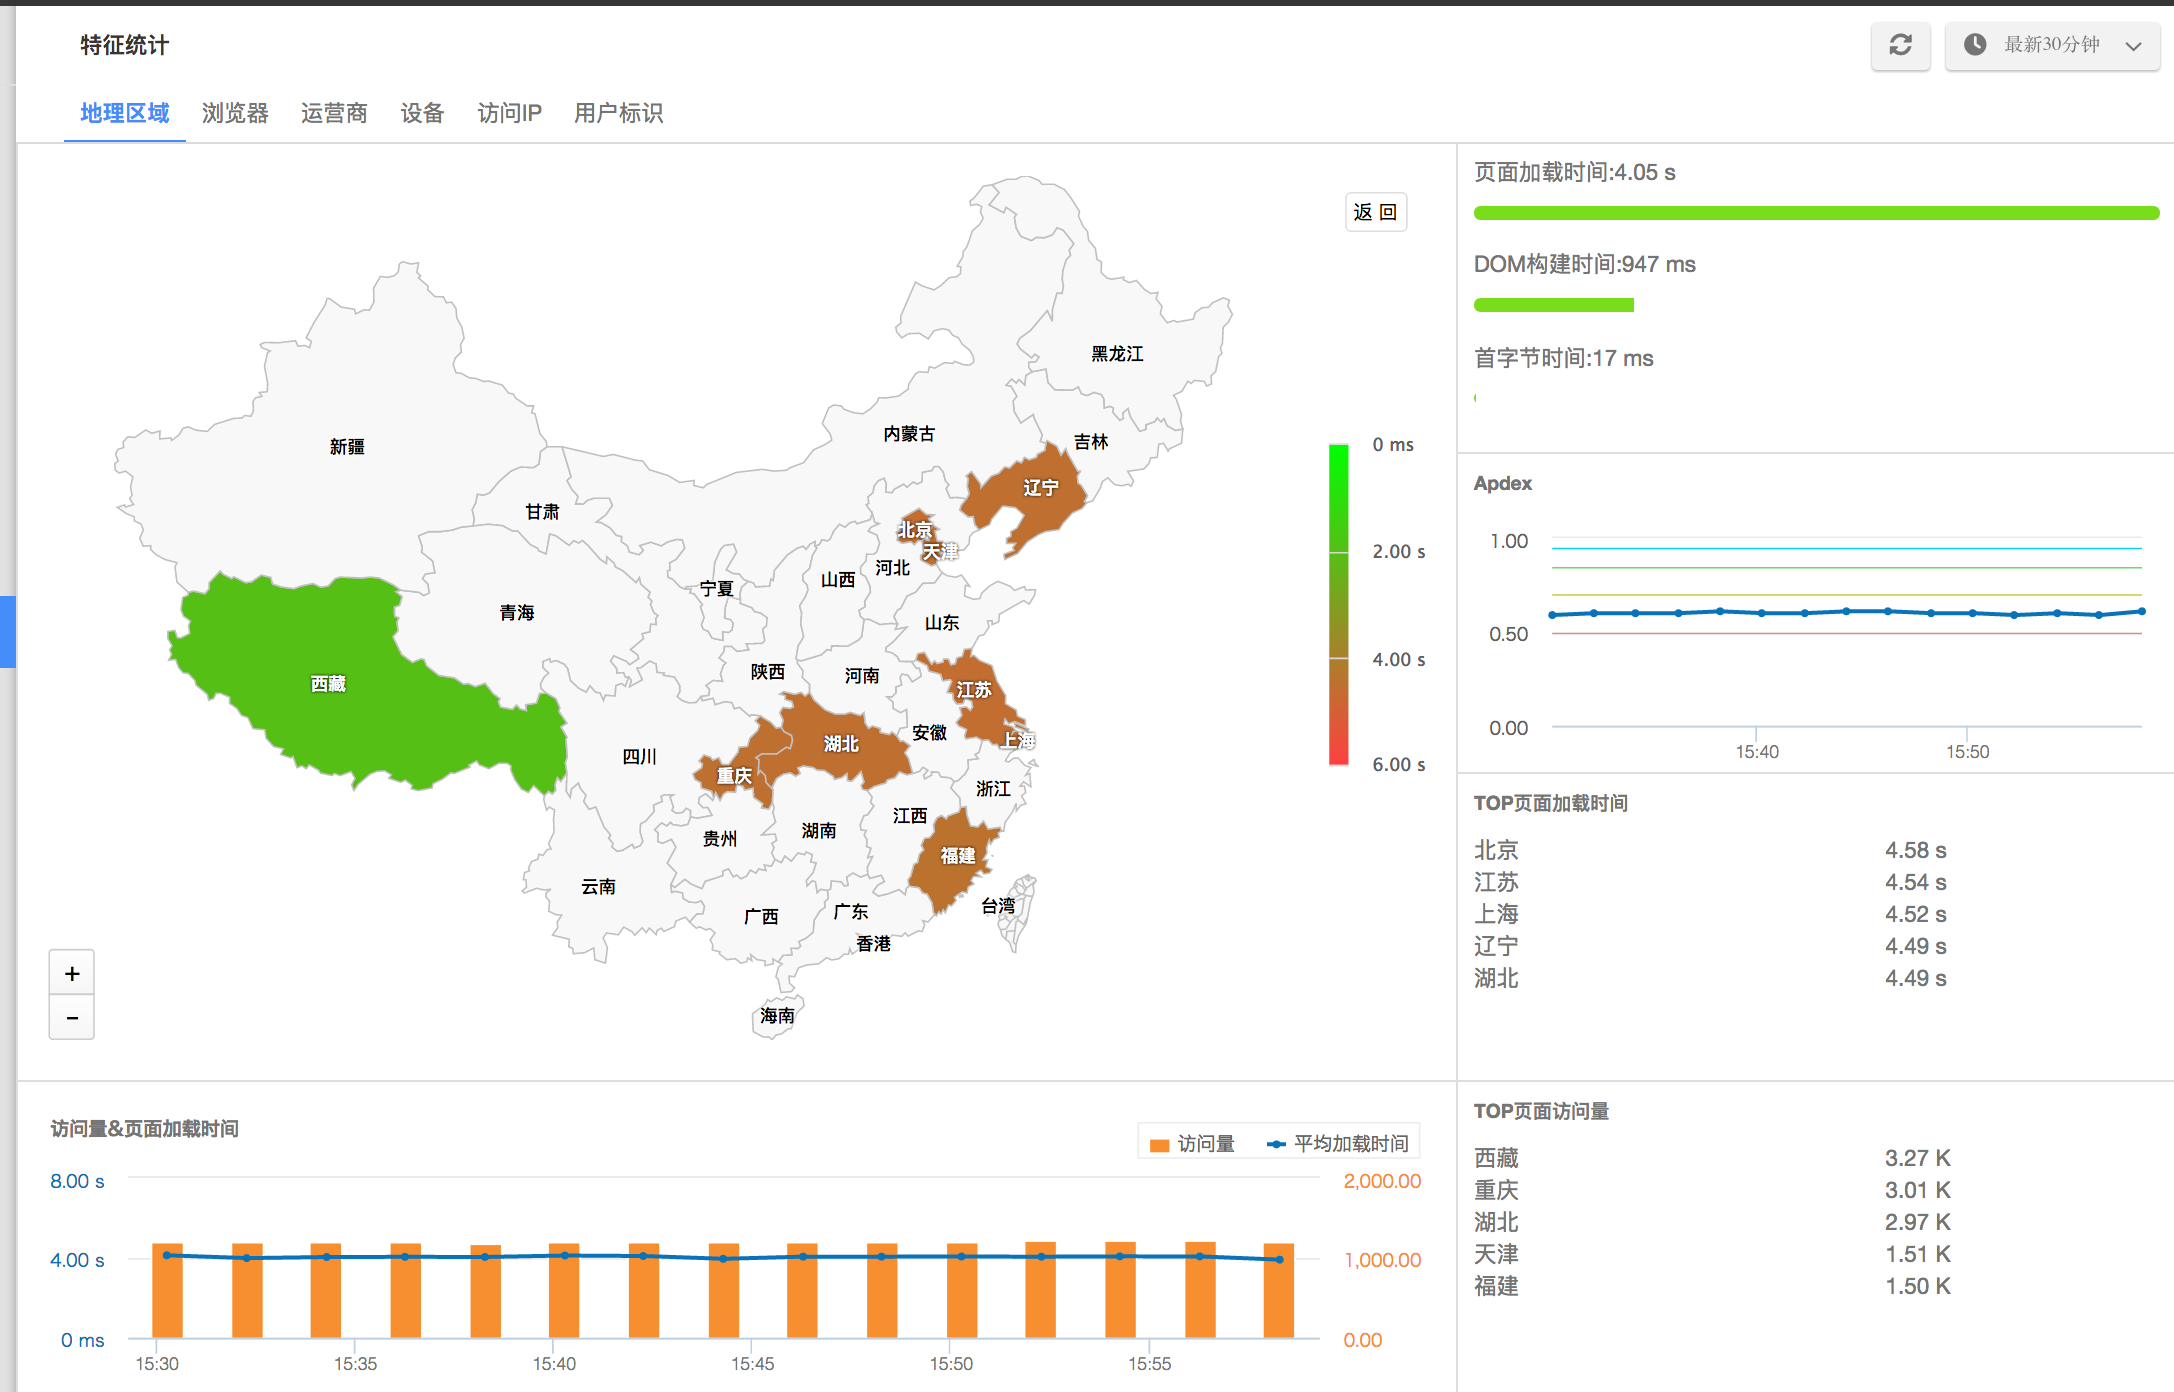 特征统计
最新30分钟
地理区域 浏览器 运营商 设备 访问IP 用户标识
返 回
黑龙江
内蒙古
吉林
新疆
辽宁
甘肃
北京
天津
河北
山西
宁夏
青海
山东
陕西
河南
西藏
江苏
安徽
上海
湖北
四川
重庆
浙江
江西
湖南
贵州
福建
云南
台湾
广东
广西
香港
海南
0 ms
2.00 s
4.00 s
6.00 s
+
−
页面加载时间:4.05 s
DOM构建时间:947 ms
首字节时间:17 ms
Apdex
1.00
0.50
0.00
15:40 15:50
TOP页面加载时间
北京 4.58 s
江苏 4.54 s
上海 4.52 s
辽宁 4.49 s
湖北 4.49 s
访问量&页面加载时间
访问量 平均加载时间
8.00 s 2,000.00
4.00 s 1,000.00
0 ms 0.00
15:30 15:35 15:40 15:45 15:50 15:55
TOP页面访问量
西藏 3.27 K
重庆 3.01 K
湖北 2.97 K
天津 1.51 K
福建 1.50 K